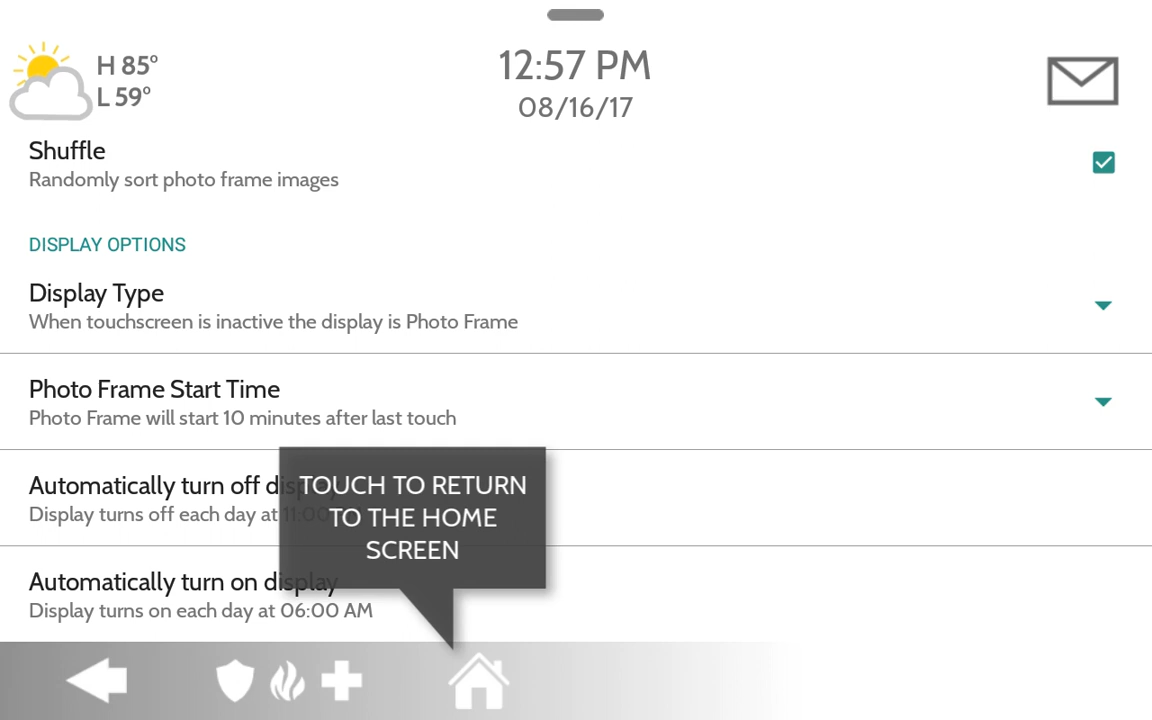 H 85°
L 59°
12:57 PM
08/16/17
Shuffle
Randomly sort photo frame images
DISPLAY OPTIONS
Display Type
When touchscreen is inactive the display is Photo Frame
Photo Frame Start Time
Photo Frame will start 10 minutes after last touch
Automatically turn off display
Display turns off each day at 11:00
TOUCH TO RETURN
TO THE HOME
SCREEN
Automatically turn on display
Display turns on each day at 06:00 AM